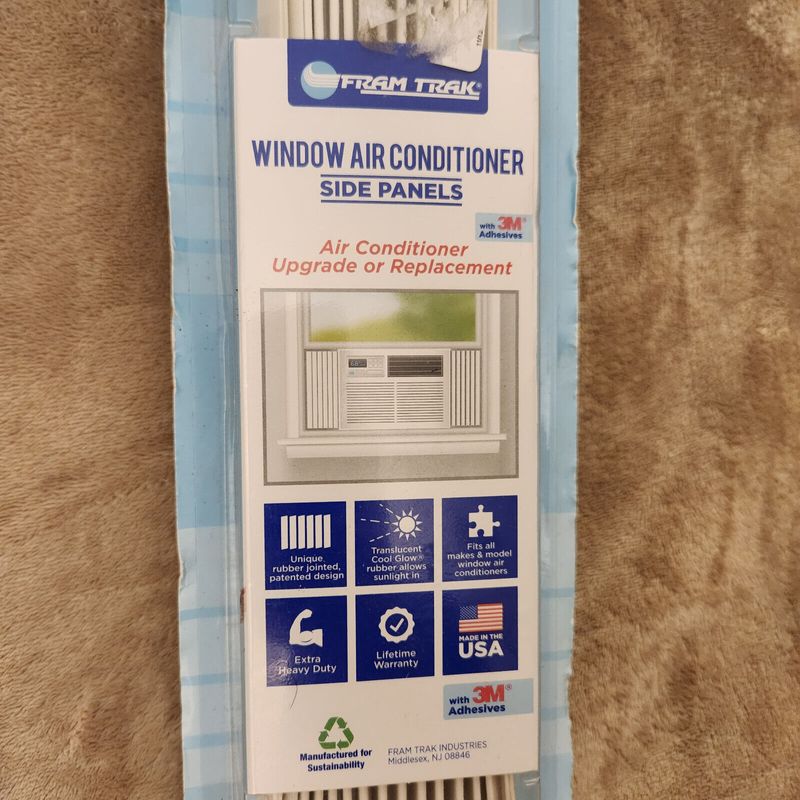 FRAM TRAK®
WINDOW AIR CONDITIONER
SIDE PANELS
with 3M®
Adhesives
Air Conditioner
Upgrade or Replacement
68°
Unique
rubber jointed,
patented design
Translucent
Cool Glow®
rubber allows
sunlight in
Fits all
makes & model
window air
conditioners
Extra
Heavy Duty
Lifetime
Warranty
MADE IN THE
USA
with 3M®
Adhesives
Manufactured for
Sustainability
FRAM TRAK INDUSTRIES
Middlesex, NJ 08846